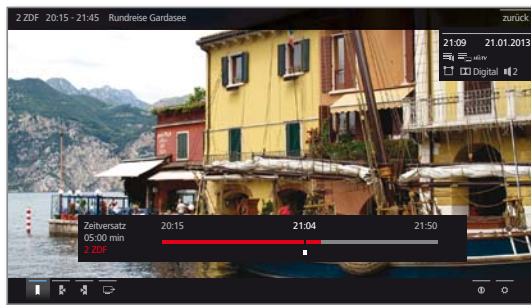 2 ZDF 20:15 - 21:45 Rundreise Gardasee zurück
21:09 21.01.2013
Digital 2
Zeitversatz 20:15 21:04 21:50
05:00 min
2 ZDF